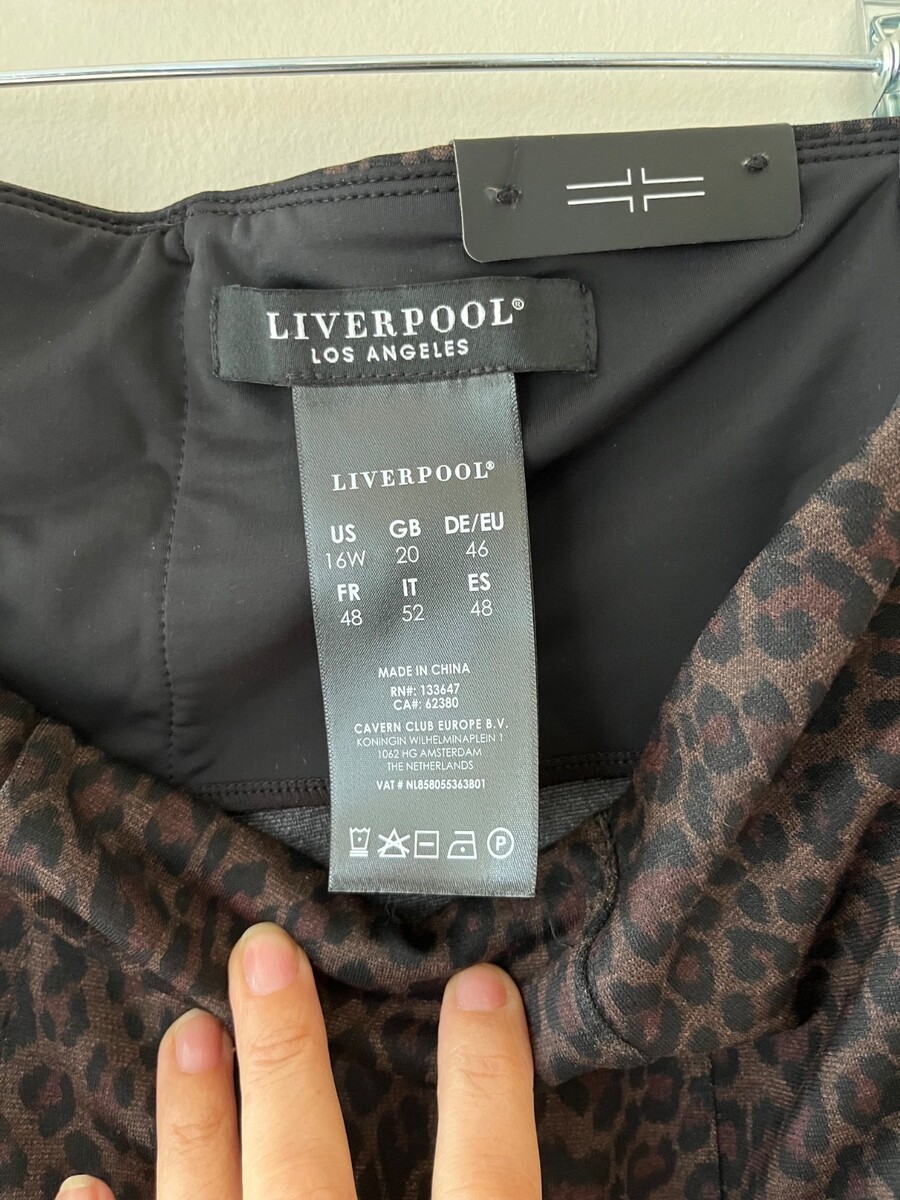 LIVERPOOL®
LOS ANGELES
LIVERPOOL®
US GB DE/EU
16W 20 46
FR IT ES
48 52 48
MADE IN CHINA
RN#: 133647
CA#: 62380
CAVERN CLUB EUROPE B.V.
KONINGIN WILHELMINAPLEIN 1
1062 HG AMSTERDAM
THE NETHERLANDS
VAT # NL858055363B01
P